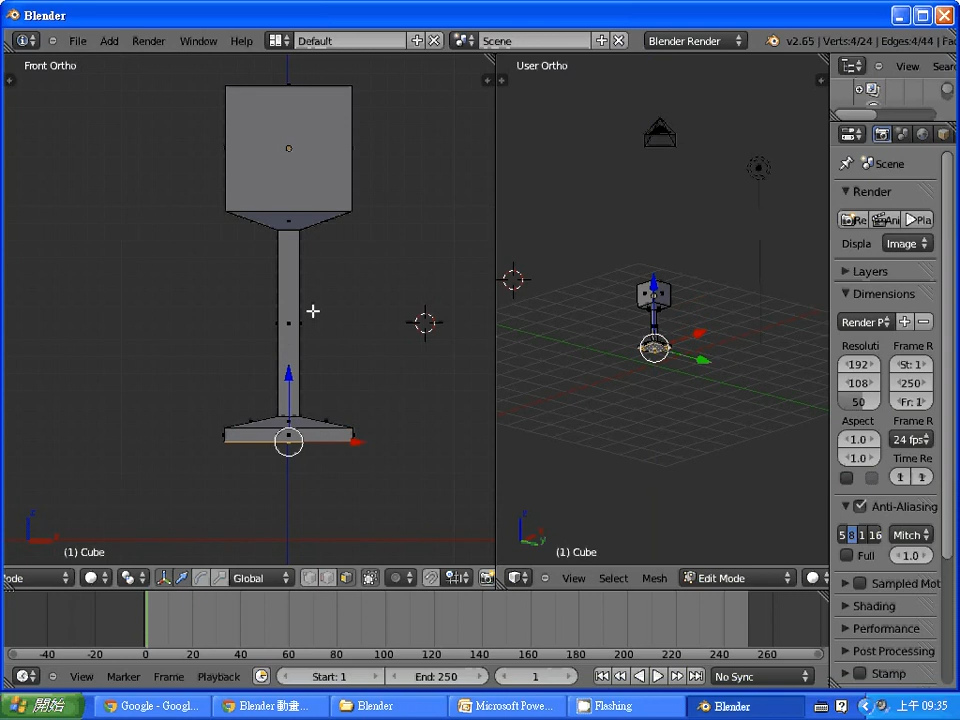 Blender
File Add Render Window Help Default Scene Blender Render v2.65 | Verts:4/24 | Edges:4/44 | Fac
Front Ortho
User Ortho
View Sear
Scene
Render
Re Ani Pla
Displa Image
Layers
Dimensions
Render P
Resoluti Frame R
192 St: 1
108 250
50 Fr: 1
Aspect Frame R
1.0 24 fps
1.0 Time Re
1 1
Anti-Aliasing
5 8 1 16 Mitch
Full 1.0
Sampled Mot
Shading
Performance
Post Processing
Stamp
z x
(1) Cube
z y
(1) Cube
ode Global
View Select Mesh Edit Mode
-40 -20 0 20 40 60 80 100 120 140 160 180 200 220 240 260
View Marker Frame Playback Start: 1 End: 250 1 No Sync
開始 Google - Googl... Blender 動畫... Blender Microsoft Powe... Flashing Blender 上午 09:35